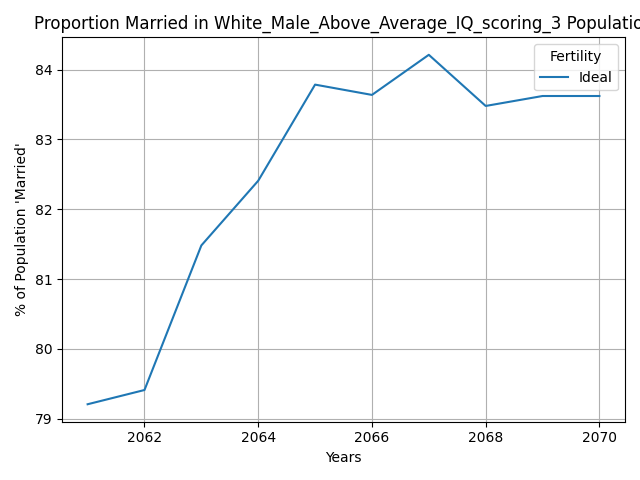 Proportion Married in White_Male_Above_Average_IQ_scoring_3 Populatio
Fertility
Ideal
% of Population 'Married'
84
83
82
81
80
79
2062 2064 2066 2068 2070
Years